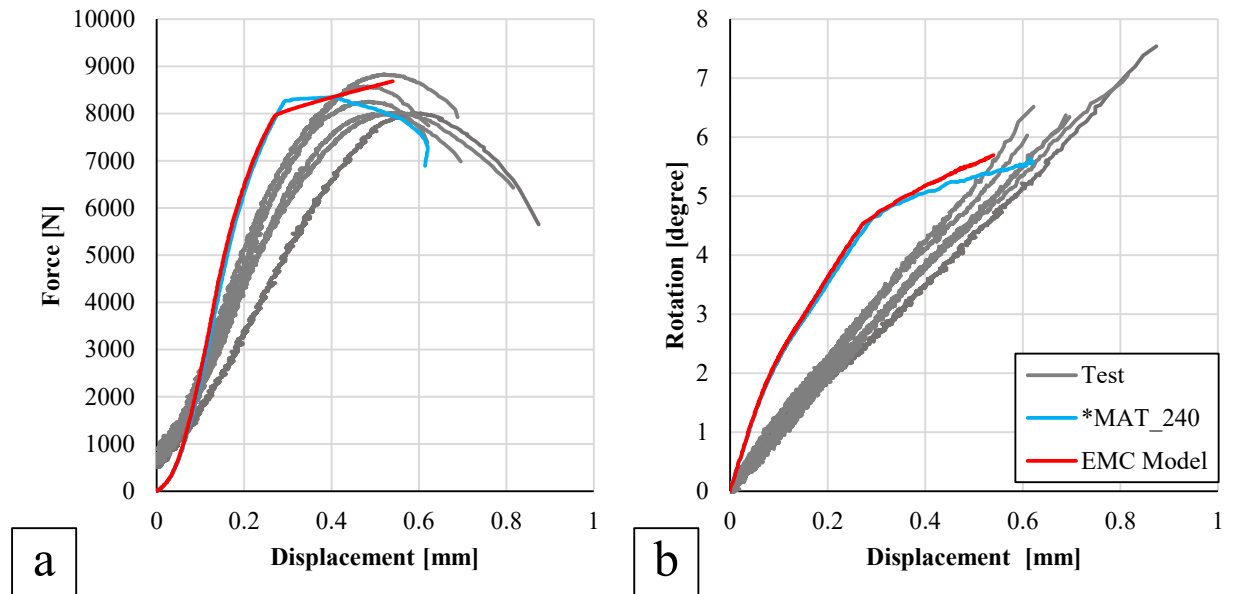 10000
9000
8000
7000
6000
5000
4000
3000
2000
1000
0
Force [N]
0 0.2 0.4 0.6 0.8 1
Displacement [mm]
a
8
7
6
5
4
3
2
1
0
Rotation [degree]
Test
*MAT_240
EMC Model
0 0.2 0.4 0.6 0.8 1
Displacement [mm]
b